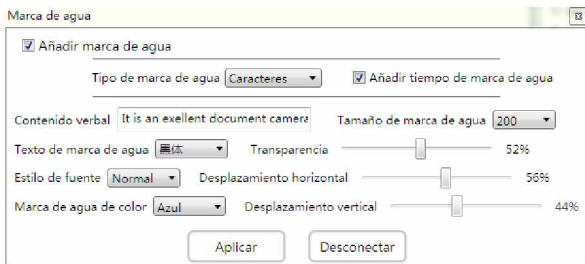 Marca de agua
Añadir marca de agua
Tipo de marca de agua Caracteres Añadir tiempo de marca de agua
Contenido verbal It is an exellent document camera Tamaño de marca de agua 200
Texto de marca de agua 黑体 Transparencia 52%
Estilo de fuente Normal Desplazamiento horizontal 56%
Marca de agua de color Azul Desplazamiento vertical 44%
Aplicar Desconectar